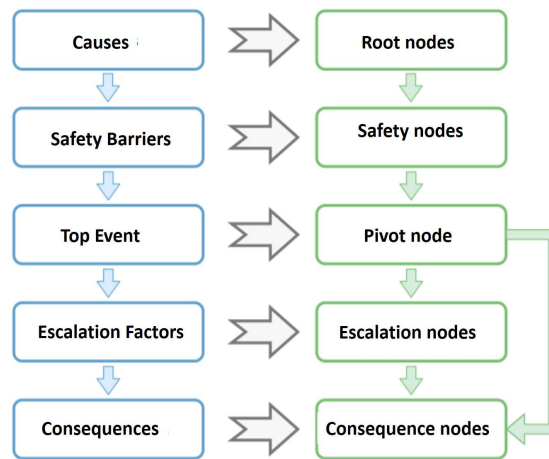 Causes
Root nodes
Safety Barriers
Safety nodes
Top Event
Pivot node
Escalation Factors
Escalation nodes
Consequences
Consequence nodes